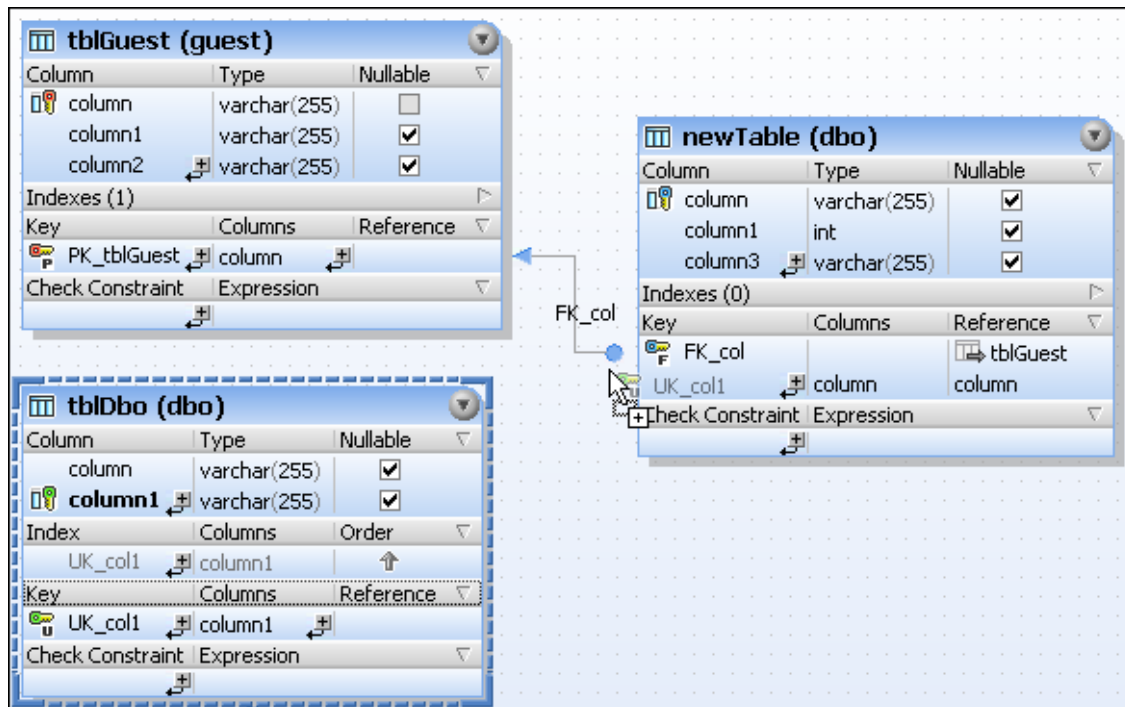 tblGuest (guest)
Column Type Nullable
column varchar(255)
column1 varchar(255)
column2 varchar(255)
Indexes (1)
Key Columns Reference
P PK_tblGuest column
Check Constraint Expression
FK_col
newTable (dbo)
Column Type Nullable
column varchar(255)
column1 int
column3 varchar(255)
Indexes (0)
Key Columns Reference
F FK_col tblGuest
U UK_col1 column column
Check Constraint Expression
tblDbo (dbo)
Column Type Nullable
column varchar(255)
column1 varchar(255)
Index Columns Order
UK_col1 column1
Key Columns Reference
U UK_col1 column1
Check Constraint Expression